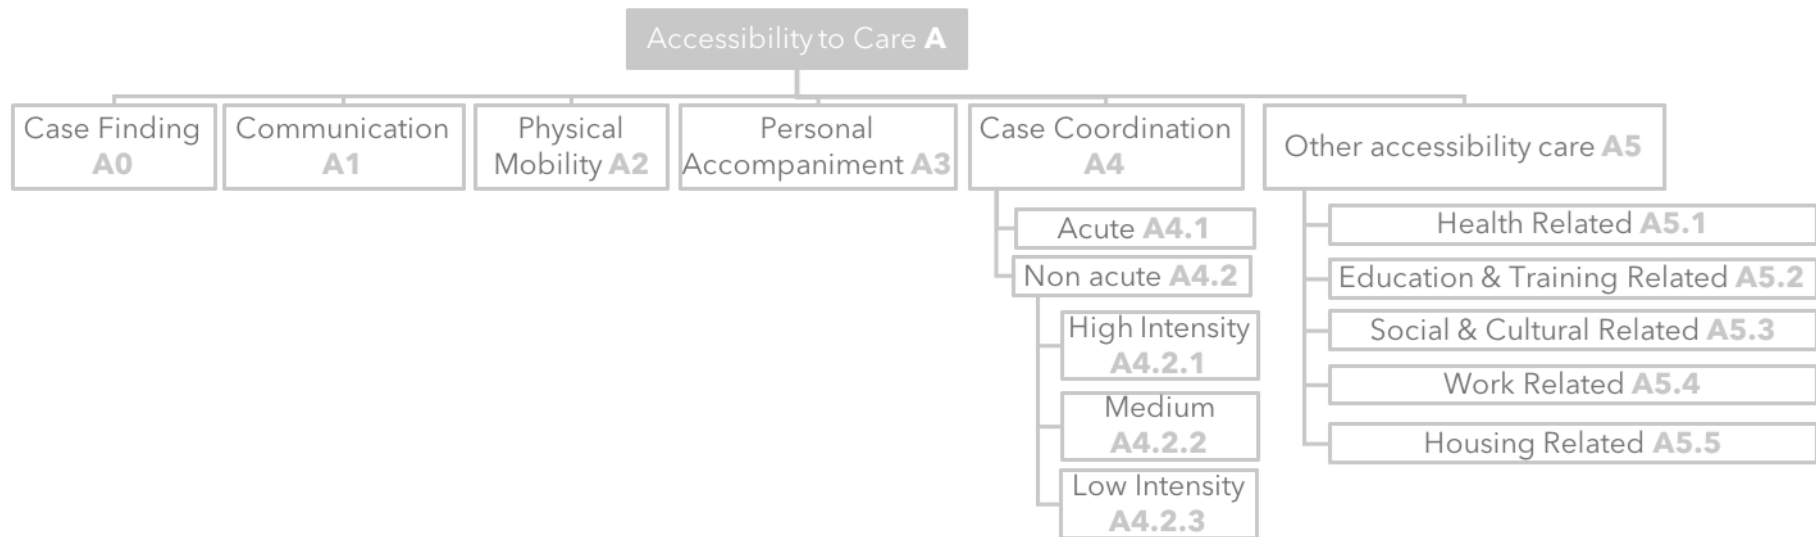 Accessibility to Care A
Case Finding
A0
Communication
A1
Physical
Mobility A2
Personal
Accompaniment A3
Case Coordination
A4
Acute A4.1
Non acute A4.2
High Intensity
A4.2.1
Medium
A4.2.2
Low Intensity
A4.2.3
Other accessibility care A5
Health Related A5.1
Education & Training Related A5.2
Social & Cultural Related A5.3
Work Related A5.4
Housing Related A5.5